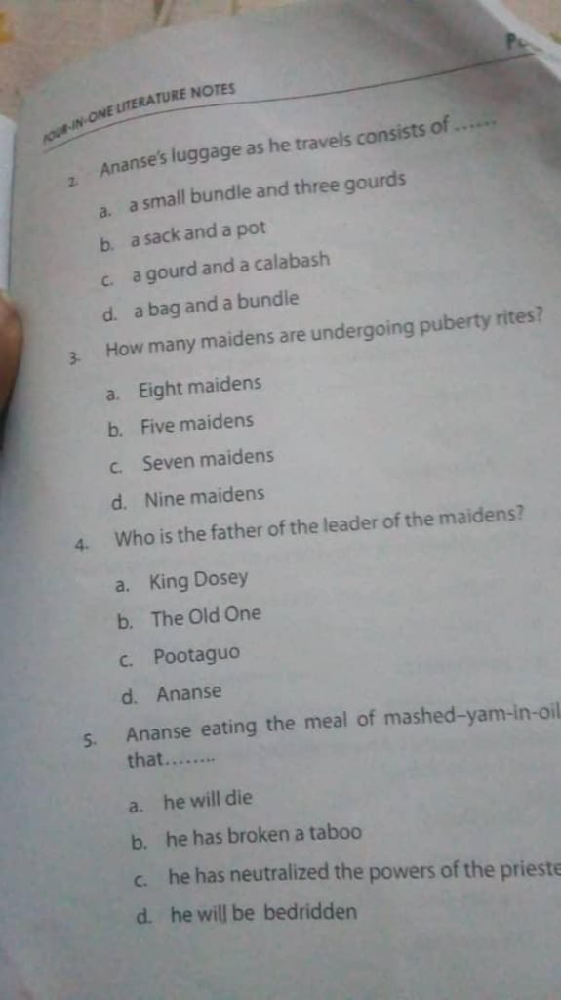 FOUR-IN-ONE LITERATURE NOTES
2. Ananse's luggage as he travels consists of ......
a. a small bundle and three gourds
b. a sack and a pot
c. a gourd and a calabash
d. a bag and a bundle
3. How many maidens are undergoing puberty rites?
a. Eight maidens
b. Five maidens
c. Seven maidens
d. Nine maidens
4. Who is the father of the leader of the maidens?
a. King Dosey
b. The Old One
c. Pootaguo
d. Ananse
5. Ananse eating the meal of mashed-yam-in-oil
that........
a. he will die
b. he has broken a taboo
c. he has neutralized the powers of the prieste
d. he will be bedridden